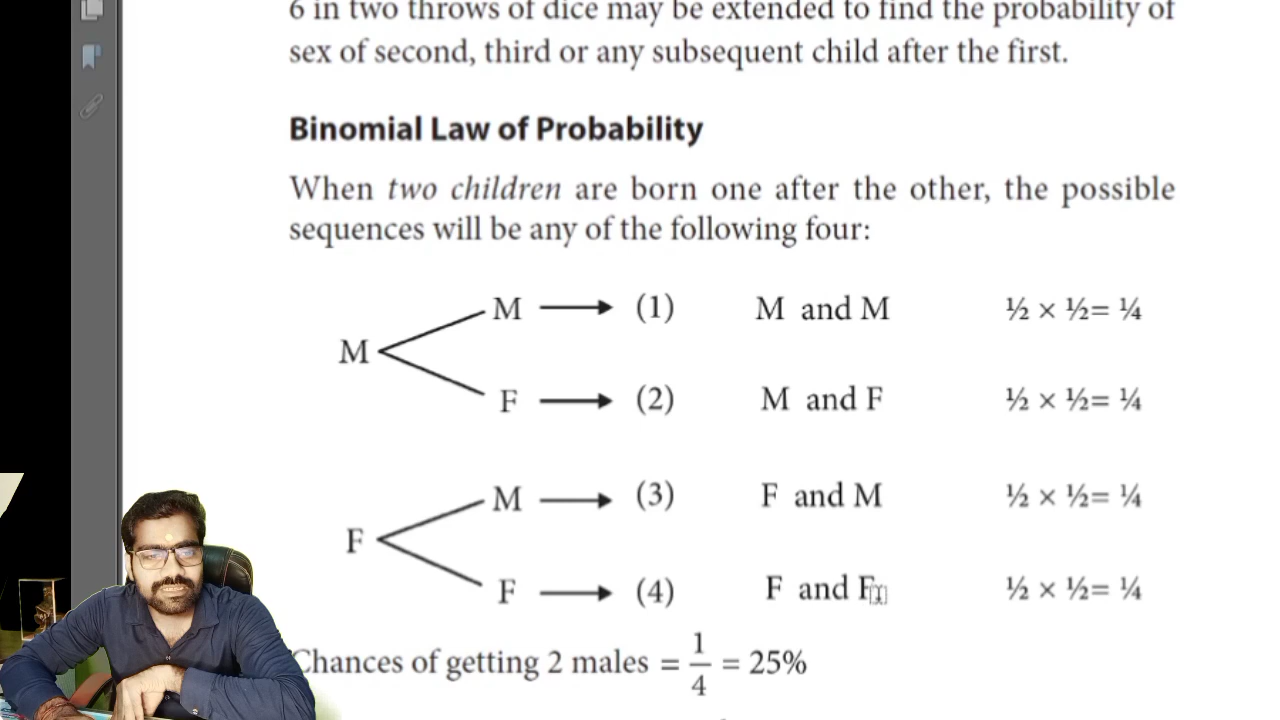 6 in two throws of dice may be extended to find the probability of
sex of second, third or any subsequent child after the first.
Binomial Law of Probability
When two children are born one after the other, the possible
sequences will be any of the following four:
M M (1) M and M ½ × ½= ¼
F (2) M and F ½ × ½= ¼
F M (3) F and M ½ × ½= ¼
F (4) F and F ½ × ½= ¼
Chances of getting 2 males = 1/4 = 25%